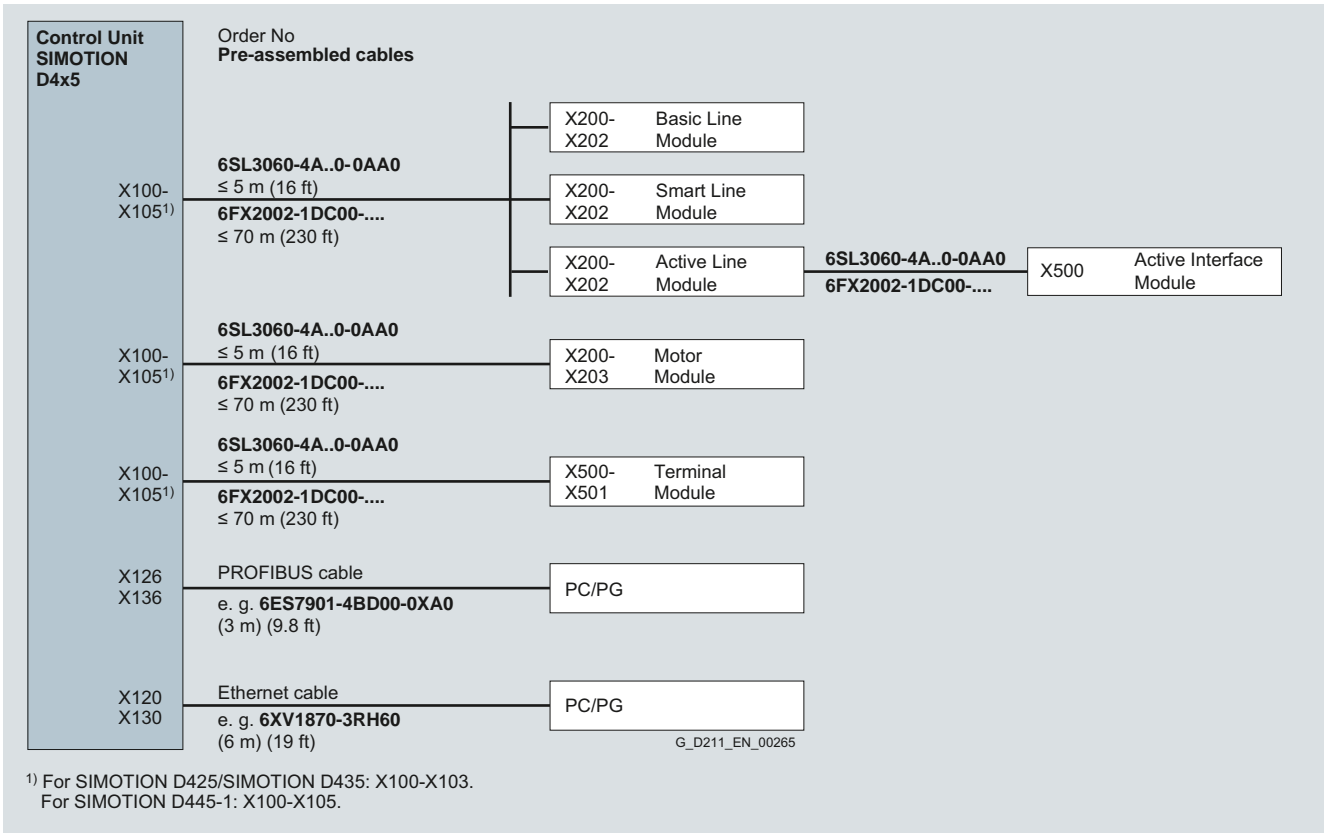 Control Unit
SIMOTION
D4x5
Order No
Pre-assembled cables
X100-
X105¹⁾
6SL3060-4A..0-0AA0
≤ 5 m (16 ft)
6FX2002-1DC00-....
≤ 70 m (230 ft)
X200- Basic Line
X202 Module
X200- Smart Line
X202 Module
X200- Active Line
X202 Module
6SL3060-4A..0-0AA0
6FX2002-1DC00-....
X500 Active Interface
Module
X100-
X105¹⁾
6SL3060-4A..0-0AA0
≤ 5 m (16 ft)
6FX2002-1DC00-....
≤ 70 m (230 ft)
X200- Motor
X203 Module
X100-
X105¹⁾
6SL3060-4A..0-0AA0
≤ 5 m (16 ft)
6FX2002-1DC00-....
≤ 70 m (230 ft)
X500- Terminal
X501 Module
X126
X136
PROFIBUS cable
e. g. 6ES7901-4BD00-0XA0
(3 m) (9.8 ft)
PC/PG
X120
X130
Ethernet cable
e. g. 6XV1870-3RH60
(6 m) (19 ft)
PC/PG
G_D211_EN_00265
¹⁾ For SIMOTION D425/SIMOTION D435: X100-X103.
For SIMOTION D445-1: X100-X105.